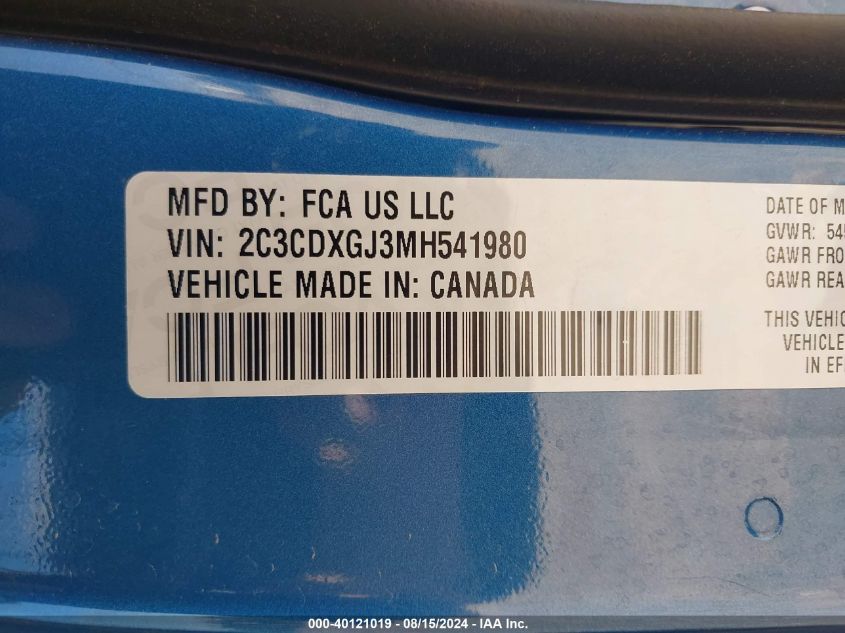 MFD BY: FCA US LLC
VIN: 2C3CDXGJ3MH541980
VEHICLE MADE IN: CANADA
DATE OF M
GVWR: 545
GAWR FRO
GAWR REA
THIS VEHIC
VEHICLE
IN EF
000-40121019 - 08/15/2024 - IAA Inc.